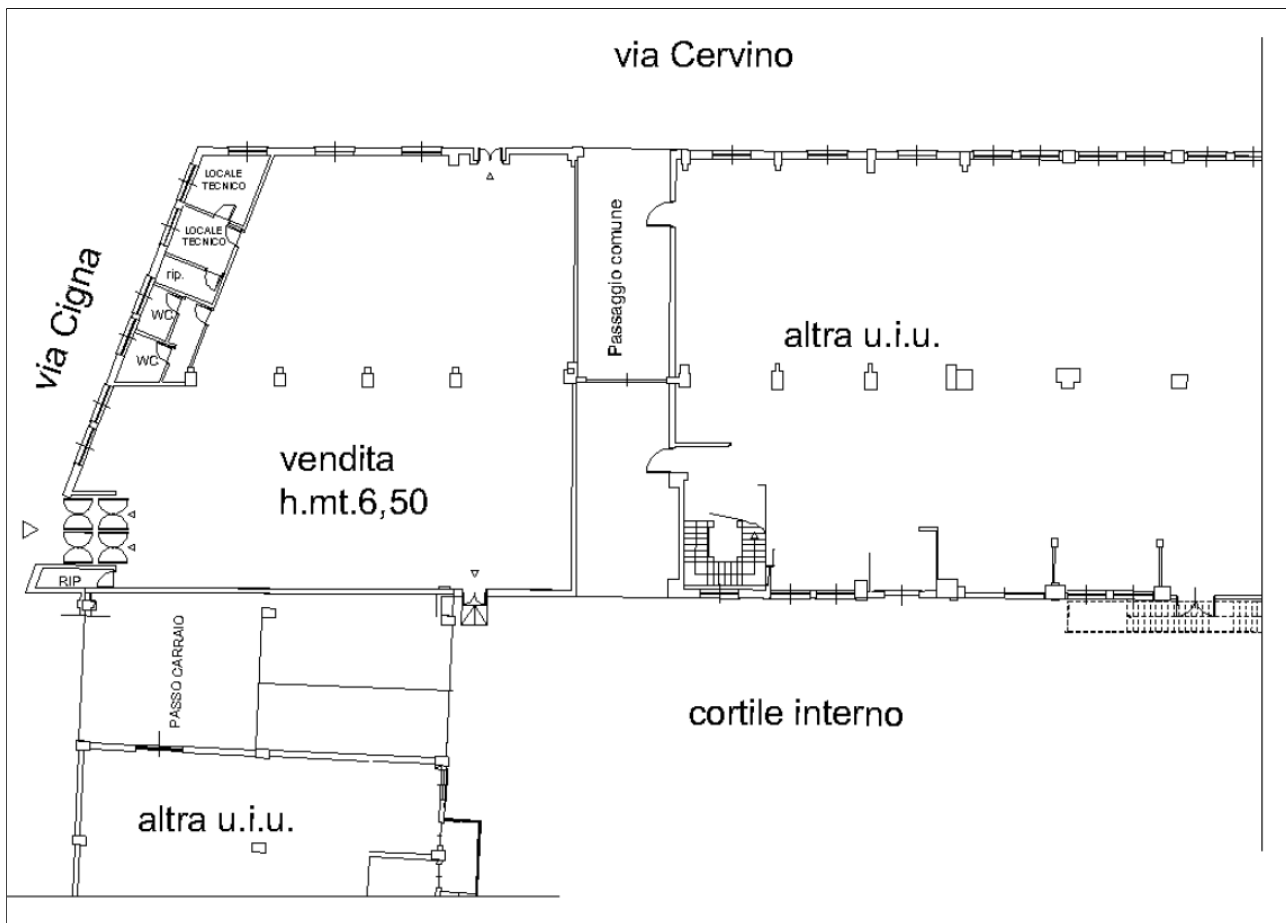 via Cervino
LOCALE
TECNICO
LOCALE
TECNICO
rip.
WC
WC
via Cigna
Passaggio comune
altra u.i.u.
vendita
h.mt.6,50
RIP
PASSO CARRAIO
cortile interno
altra u.i.u.